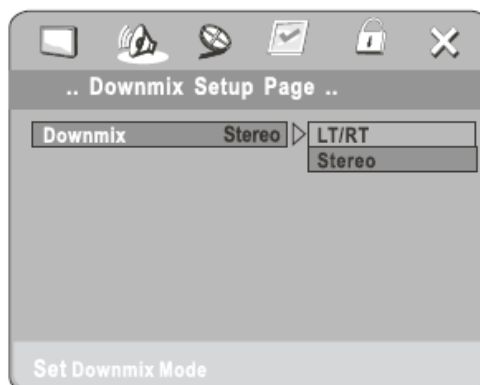 .. Downmix Setup Page ..
Downmix Stereo LT/RT
Stereo
Set Downmix Mode